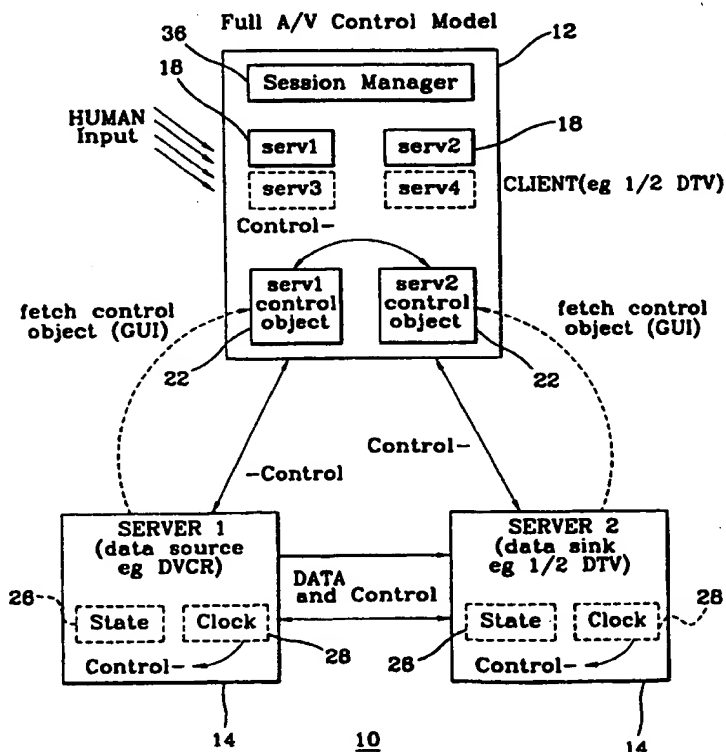 Full A/V Control Model
36
12
Session Manager
18
18
HUMAN
Input
serv1
serv2
serv3
serv4
CLIENT(eg 1/2 DTV)
Control-
serv1
control
object
serv2
control
object
fetch control
object (GUI)
fetch control
object (GUI)
22
22
-Control
Control-
SERVER 1
(data source
eg DVCR)
SERVER 2
(data sink
eg 1/2 DTV)
DATA
and Control
26
State
Clock
28
Control-
26
State
Clock
28
Control-
14
10
14